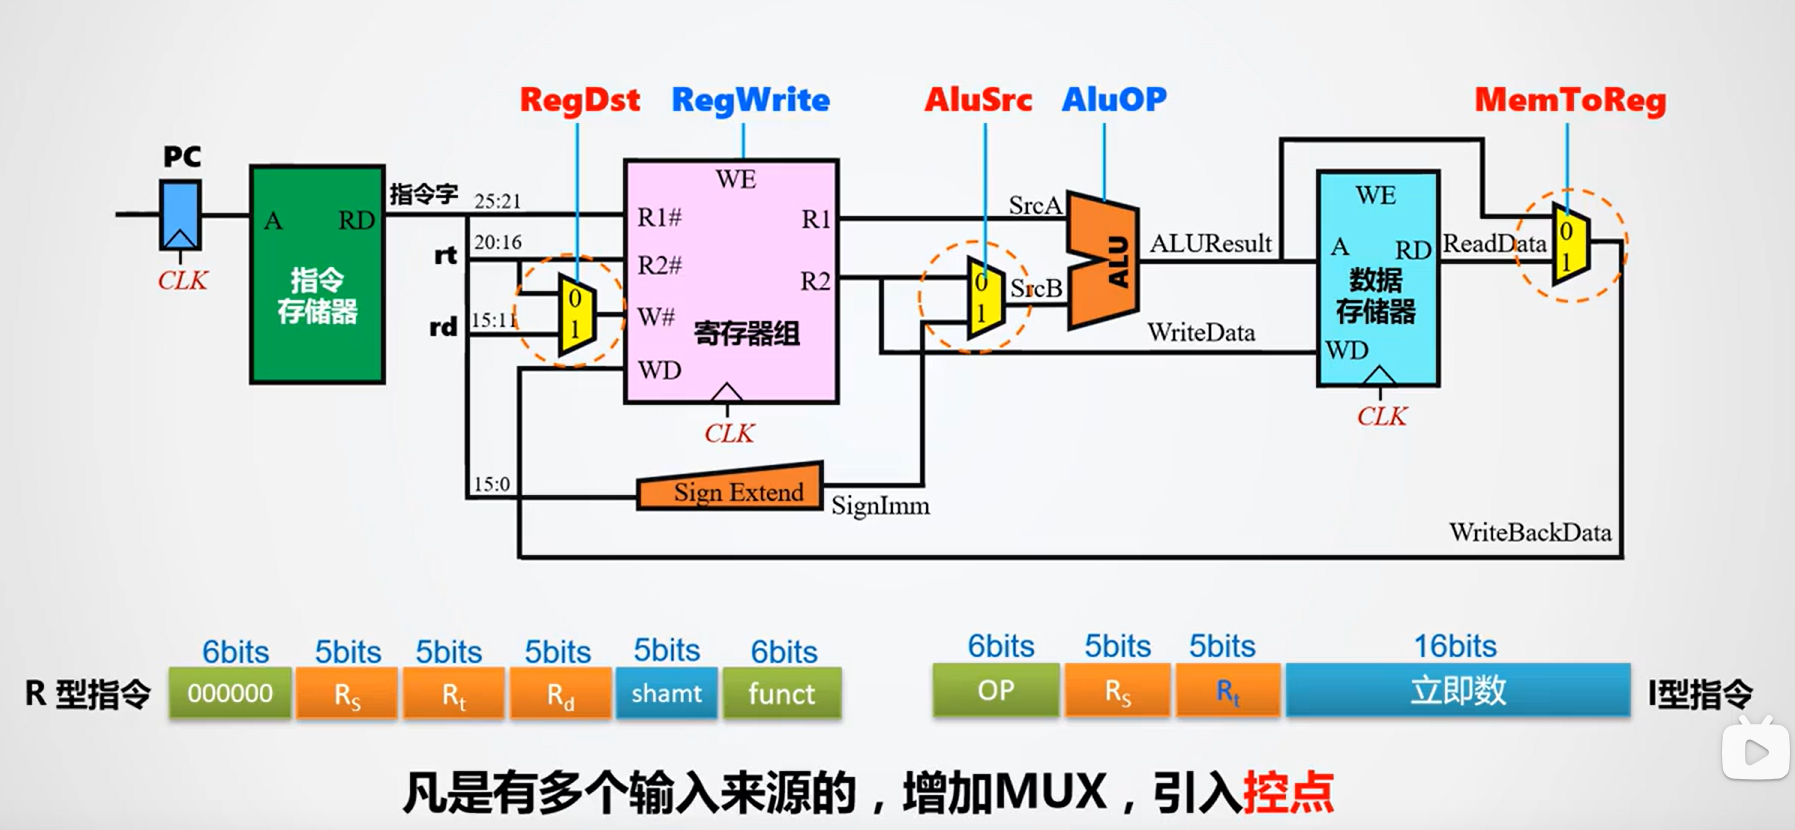 RegDst RegWrite AluSrc AluOP MemToReg
PC
指令字
25:21
WE
WE
A RD
R1#
R1
SrcA
rt
20:16
0
ALUResult
A
RD
ReadData
CLK
R2#
R2
0
SrcB
ALU
1
指令
存储器
0
1
W#
1
数据
存储器
rd
15:11
寄存器组
WriteData
WD
WD
CLK
CLK
15:0
Sign Extend
SignImm
WriteBackData
6bits 5bits 5bits 5bits 5bits 6bits
R 型指令 000000 Rs Rt Rd shamt funct
6bits 5bits 5bits 16bits
OP Rs Rt 立即数 I型指令
凡是有多个输入来源的，增加MUX，引入控点